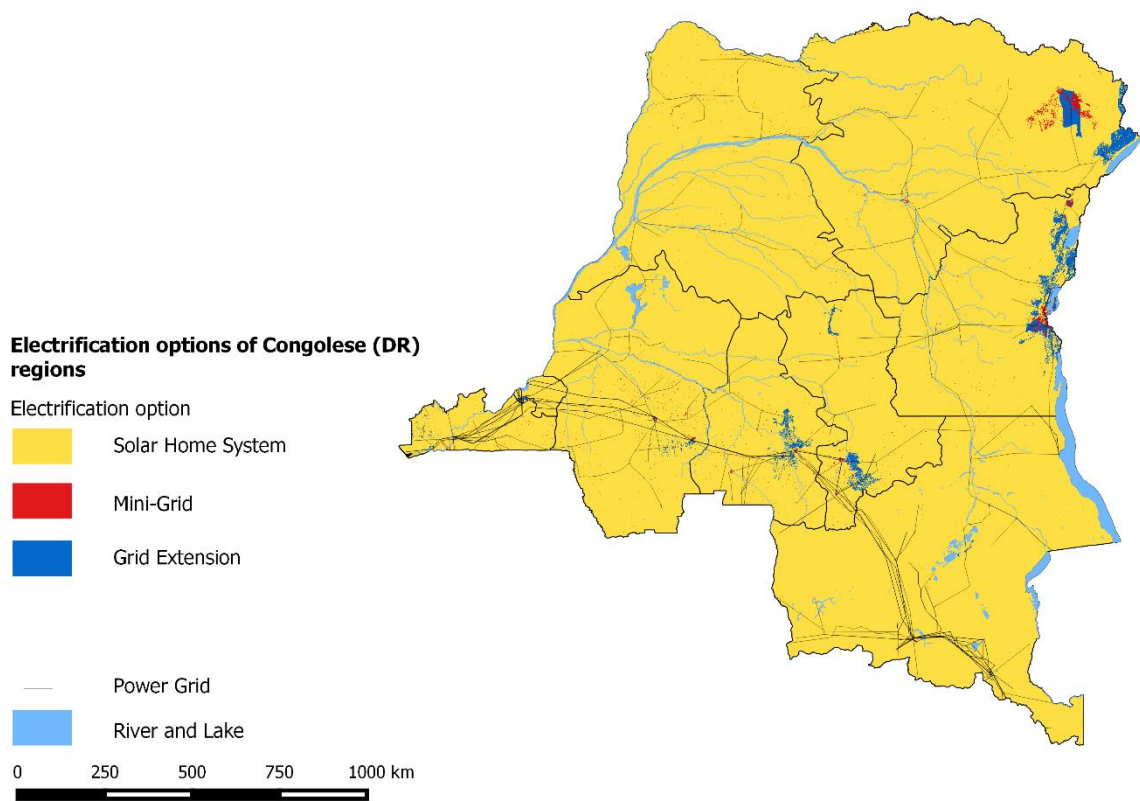 Electrification options of Congolese (DR)
regions
Electrification option
Solar Home System
Mini-Grid
Grid Extension
Power Grid
River and Lake
0 250 500 750 1000 km